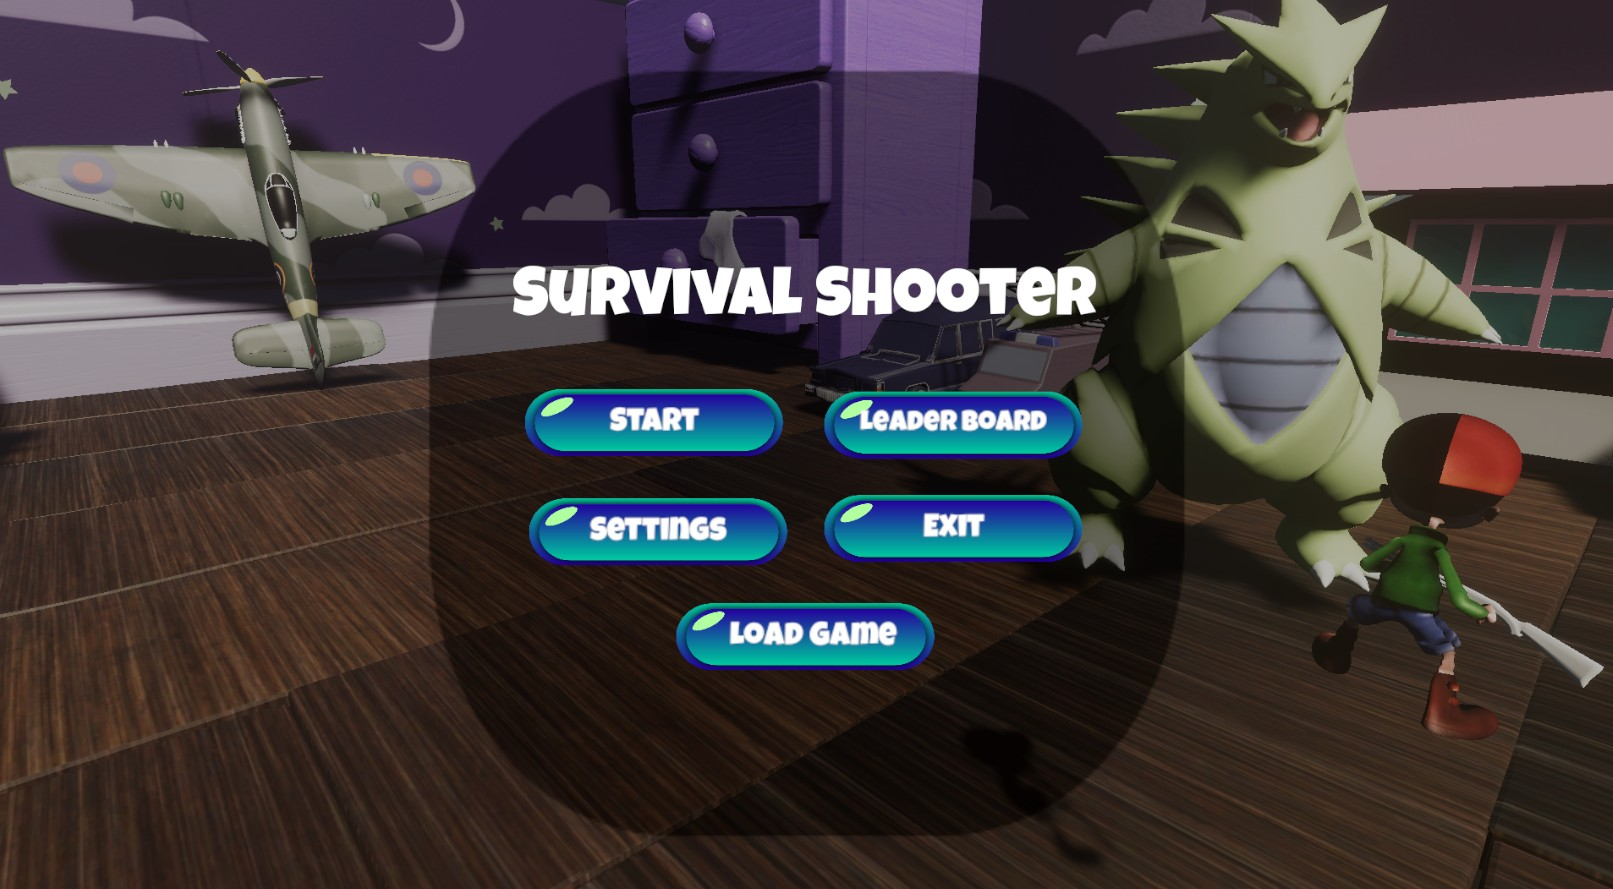 SURVIVAL SHOOTER
START
LEADER BOARD
SETTINGS
EXIT
LOAD GAME